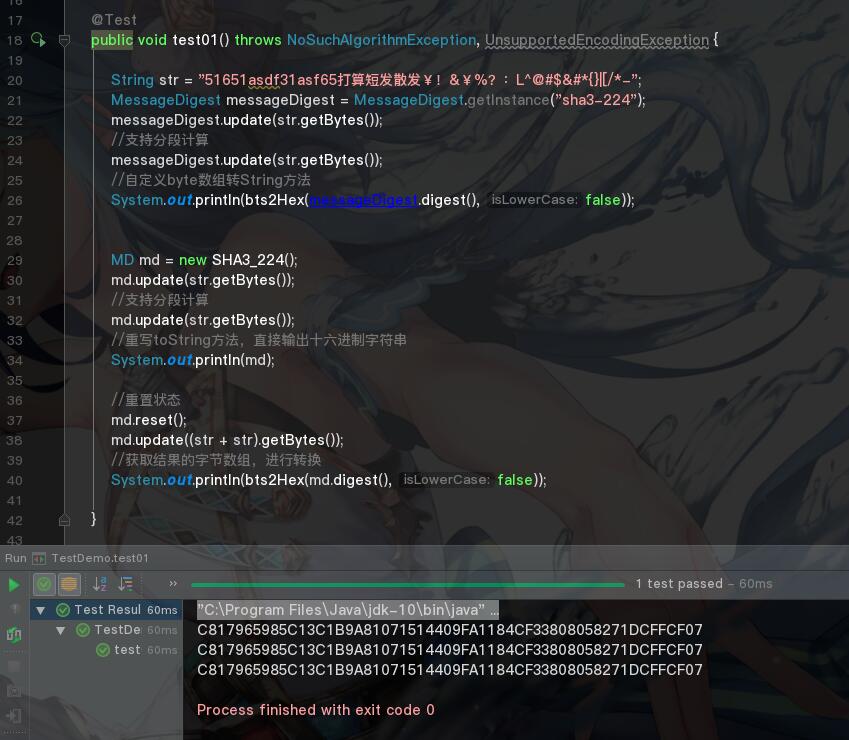 16
17 @Test
18 public void test01() throws NoSuchAlgorithmException, UnsupportedEncodingException {
19
20 String str = "51651asdf31asf65打算短发散发￥！&￥%?：L^@#$&#*{}|[/*-";
21 MessageDigest messageDigest = MessageDigest.getInstance("sha3-224");
22 messageDigest.update(str.getBytes());
23 //支持分段计算
24 messageDigest.update(str.getBytes());
25 //自定义byte数组转String方法
26 System.out.println(bts2Hex(messageDigest.digest(), isLowerCase: false));
27
28
29 MD md = new SHA3_224();
30 md.update(str.getBytes());
31 //支持分段计算
32 md.update(str.getBytes());
33 //重写toString方法，直接输出十六进制字符串
34 System.out.println(md);
35
36 //重置状态
37 md.reset();
38 md.update((str + str).getBytes());
39 //获取结果的字节数组，进行转换
40 System.out.println(bts2Hex(md.digest(), isLowerCase: false));
41
42 }
43
Run TestDemo.test01
» 1 test passed – 60ms
Test Resul 60ms "C:\Program Files\Java\jdk-10\bin\java" ...
TestDe 60ms C817965985C13C1B9A81071514409FA1184CF33808058271DCFFCF07
test 60ms C817965985C13C1B9A81071514409FA1184CF33808058271DCFFCF07
C817965985C13C1B9A81071514409FA1184CF33808058271DCFFCF07
Process finished with exit code 0